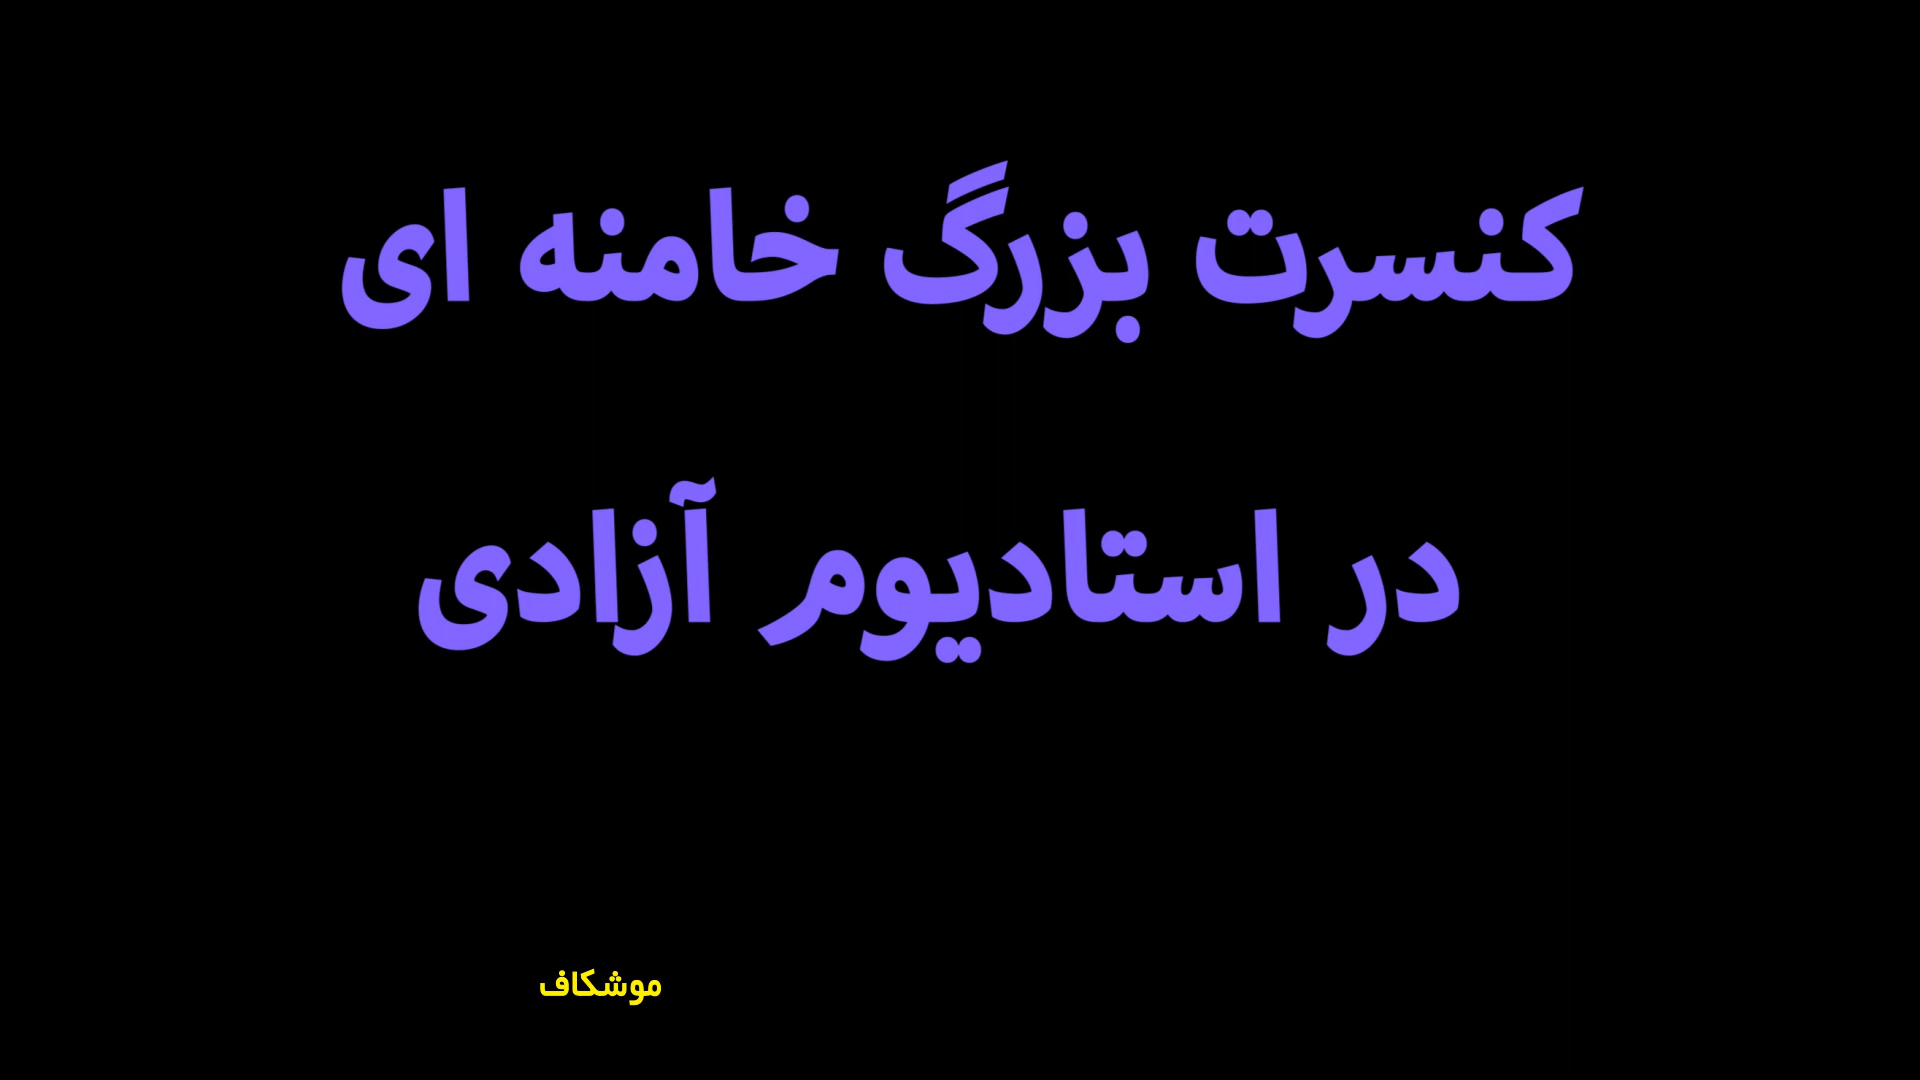 کنسرت بزرگ خامنه ای
در استادیوم آزادی
موشکاف